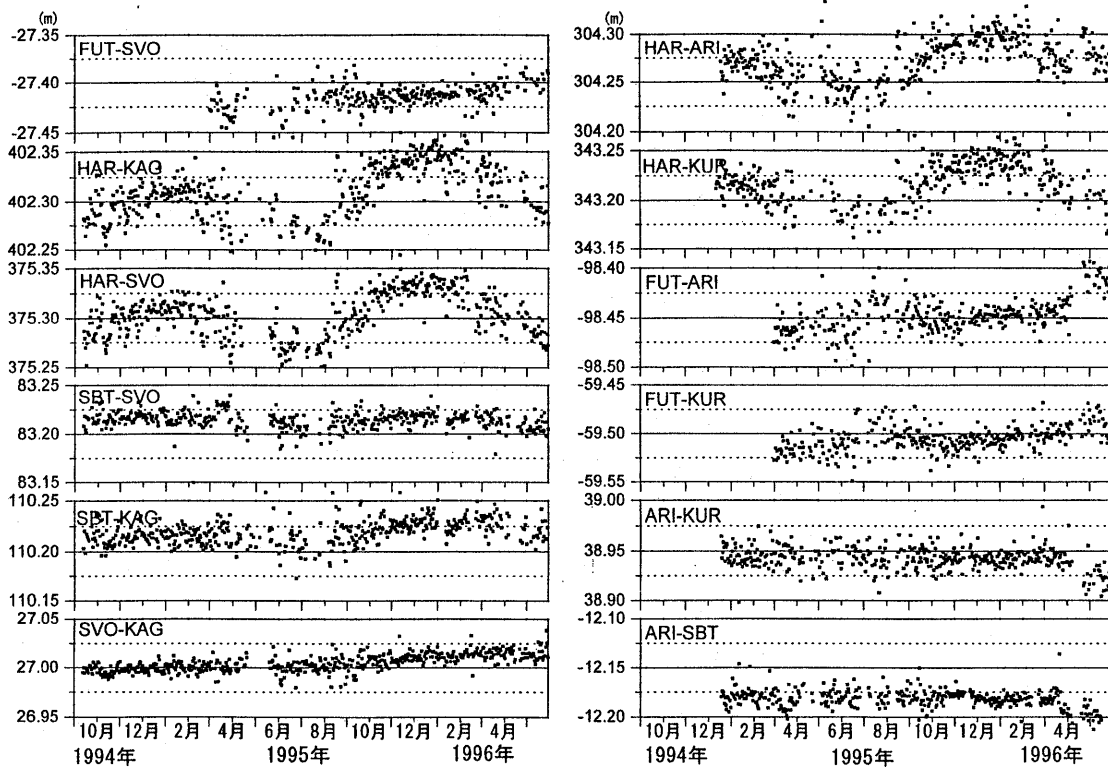 (m)
-27.35
FUT-SVO
-27.40
-27.45
402.35
HAR-KAG
402.30
402.25
375.35
HAR-SVO
375.30
375.25
83.25
SBT-SVO
83.20
83.15
110.25
SBT-KAG
110.20
110.15
27.05
SVO-KAG
27.00
26.95
10月 12月 2月 4月 6月 8月 10月 12月 2月 4月
1994年 1995年 1996年
(m)
304.30
HAR-ARI
304.25
304.20
343.25
HAR-KUR
343.20
343.15
-98.40
FUT-ARI
-98.45
-98.50
-59.45
FUT-KUR
-59.50
-59.55
39.00
ARI-KUR
38.95
38.90
-12.10
ARI-SBT
-12.15
-12.20
10月 12月 2月 4月 6月 8月 10月 12月 2月 4月
1994年 1995年 1996年